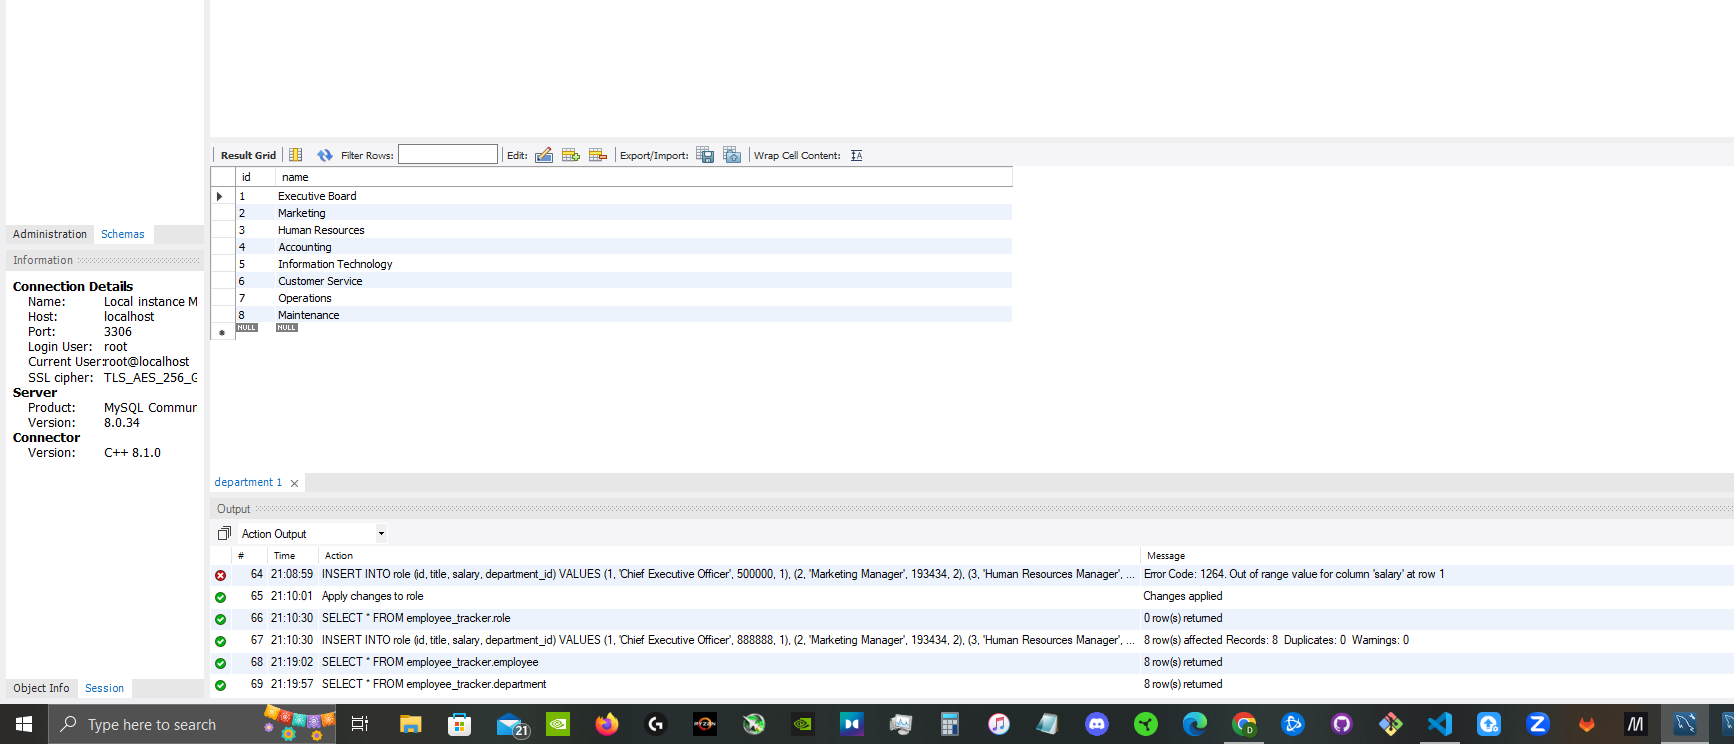 Result Grid Filter Rows: Edit: Export/Import: Wrap Cell Content:
id name
1 Executive Board
2 Marketing
3 Human Resources
4 Accounting
5 Information Technology
6 Customer Service
7 Operations
8 Maintenance
NULL NULL
Administration Schemas
Information
Connection Details
Name: Local instance M
Host: localhost
Port: 3306
Login User: root
Current User: root@localhost
SSL cipher: TLS_AES_256_G
Server
Product: MySQL Commun
Version: 8.0.34
Connector
Version: C++ 8.1.0
Object Info Session
department 1
Output
Action Output
# Time Action Message
64 21:08:59 INSERT INTO role (id, title, salary, department_id) VALUES (1, 'Chief Executive Officer', 500000, 1), (2, 'Marketing Manager', 193434, 2), (3, 'Human Resources Manager', ... Error Code: 1264. Out of range value for column 'salary' at row 1
65 21:10:01 Apply changes to role Changes applied
66 21:10:30 SELECT * FROM employee_tracker.role 0 row(s) returned
67 21:10:30 INSERT INTO role (id, title, salary, department_id) VALUES (1, 'Chief Executive Officer', 888888, 1), (2, 'Marketing Manager', 193434, 2), (3, 'Human Resources Manager', ... 8 row(s) affected Records: 8 Duplicates: 0 Warnings: 0
68 21:19:02 SELECT * FROM employee_tracker.employee 8 row(s) returned
69 21:19:57 SELECT * FROM employee_tracker.department 8 row(s) returned
Type here to search
21
RYZEN
D